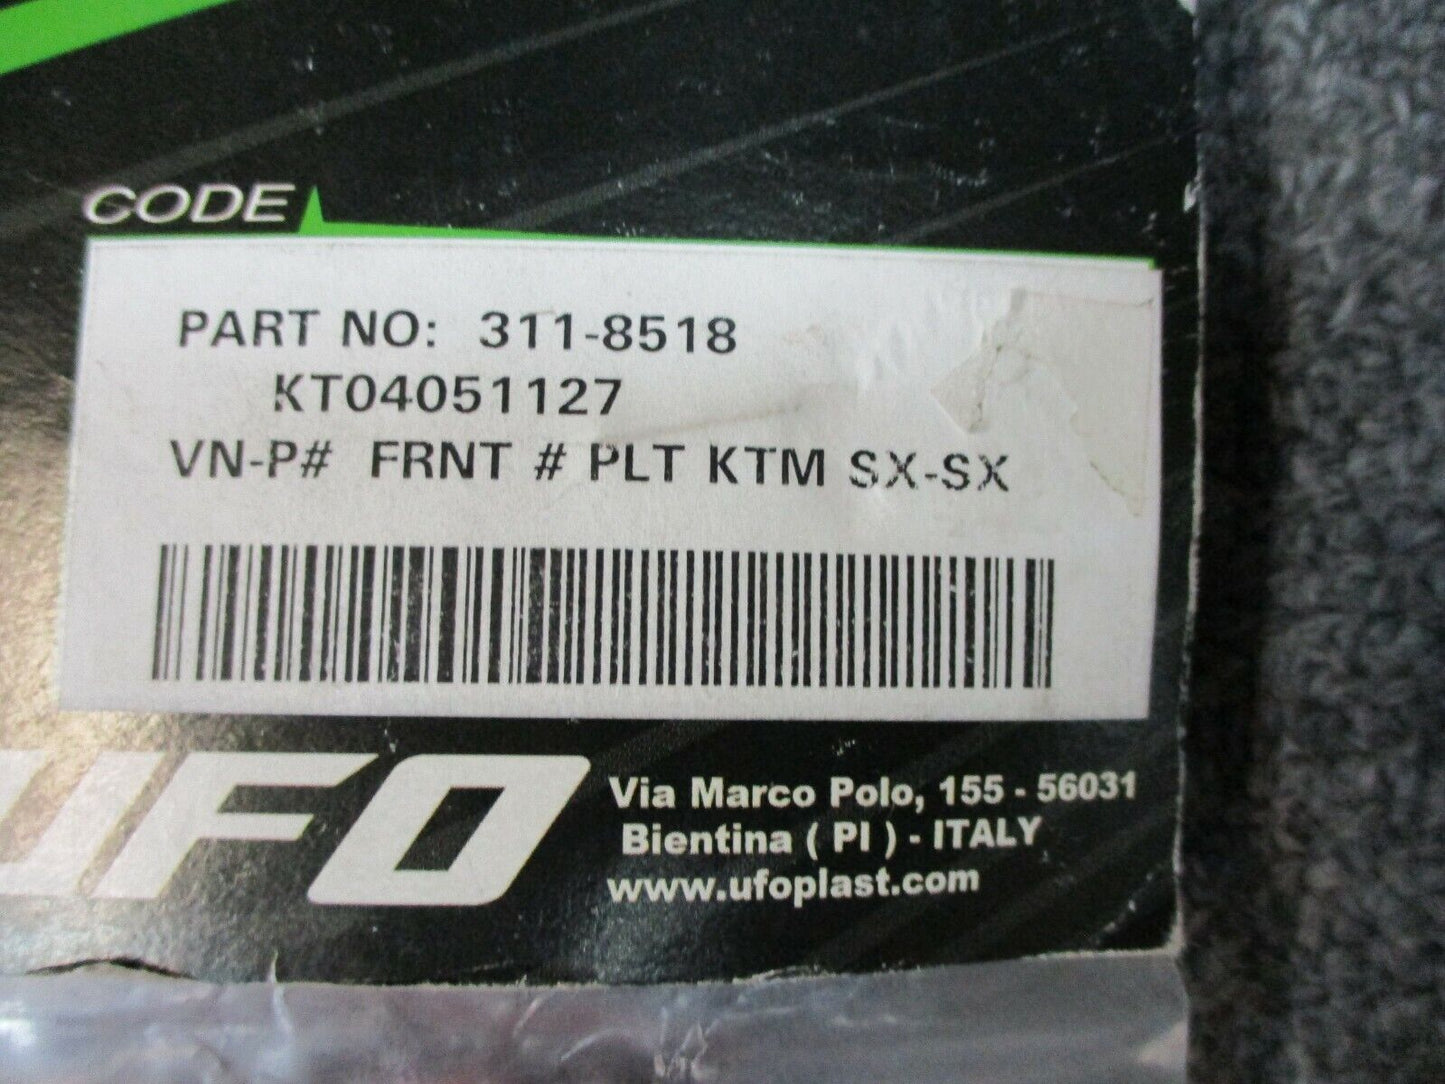 CODE
PART NO: 311-8518
KT04051127
VN-P# FRNT # PLT KTM SX-SX
UFO
Via Marco Polo, 155 - 56031
Bientina ( PI ) - ITALY
www.ufoplast.com